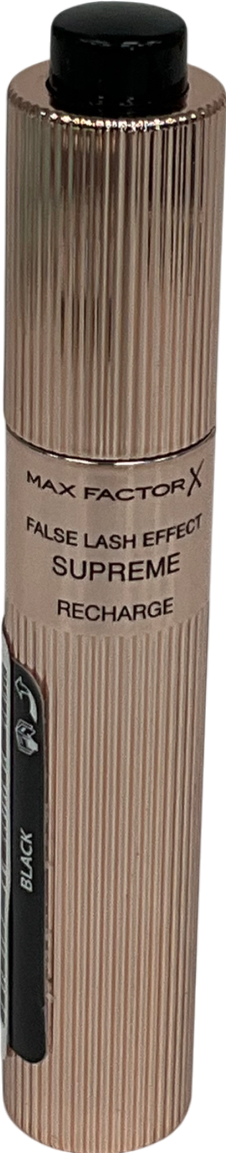 MAX FACTOR X
FALSE LASH EFFECT
SUPREME
RECHARGE
BLACK